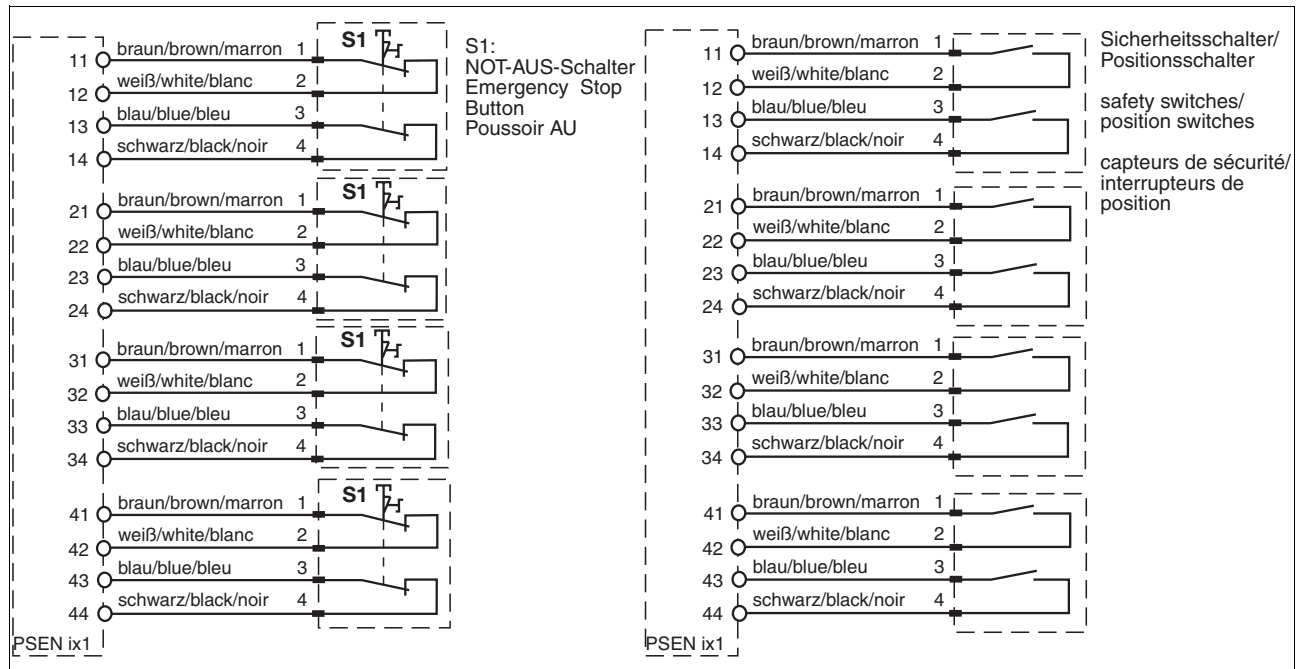 S1
braun/brown/marron 1
11
weiß/white/blanc 2
12
blau/blue/bleu 3
13
schwarz/black/noir 4
14
S1
braun/brown/marron 1
21
weiß/white/blanc 2
22
blau/blue/bleu 3
23
schwarz/black/noir 4
24
S1
braun/brown/marron 1
31
weiß/white/blanc 2
32
blau/blue/bleu 3
33
schwarz/black/noir 4
34
S1
braun/brown/marron 1
41
weiß/white/blanc 2
42
blau/blue/bleu 3
43
schwarz/black/noir 4
44
PSEN ix1
S1:
NOT-AUS-Schalter
Emergency Stop
Button
Poussoir AU
braun/brown/marron 1
11
weiß/white/blanc 2
12
blau/blue/bleu 3
13
schwarz/black/noir 4
14
braun/brown/marron 1
21
weiß/white/blanc 2
22
blau/blue/bleu 3
23
schwarz/black/noir 4
24
braun/brown/marron 1
31
weiß/white/blanc 2
32
blau/blue/bleu 3
33
schwarz/black/noir 4
34
braun/brown/marron 1
41
weiß/white/blanc 2
42
blau/blue/bleu 3
43
schwarz/black/noir 4
44
PSEN ix1
Sicherheitsschalter/
Positionsschalter
safety switches/
position switches
capteurs de sécurité/
interrupteurs de
position